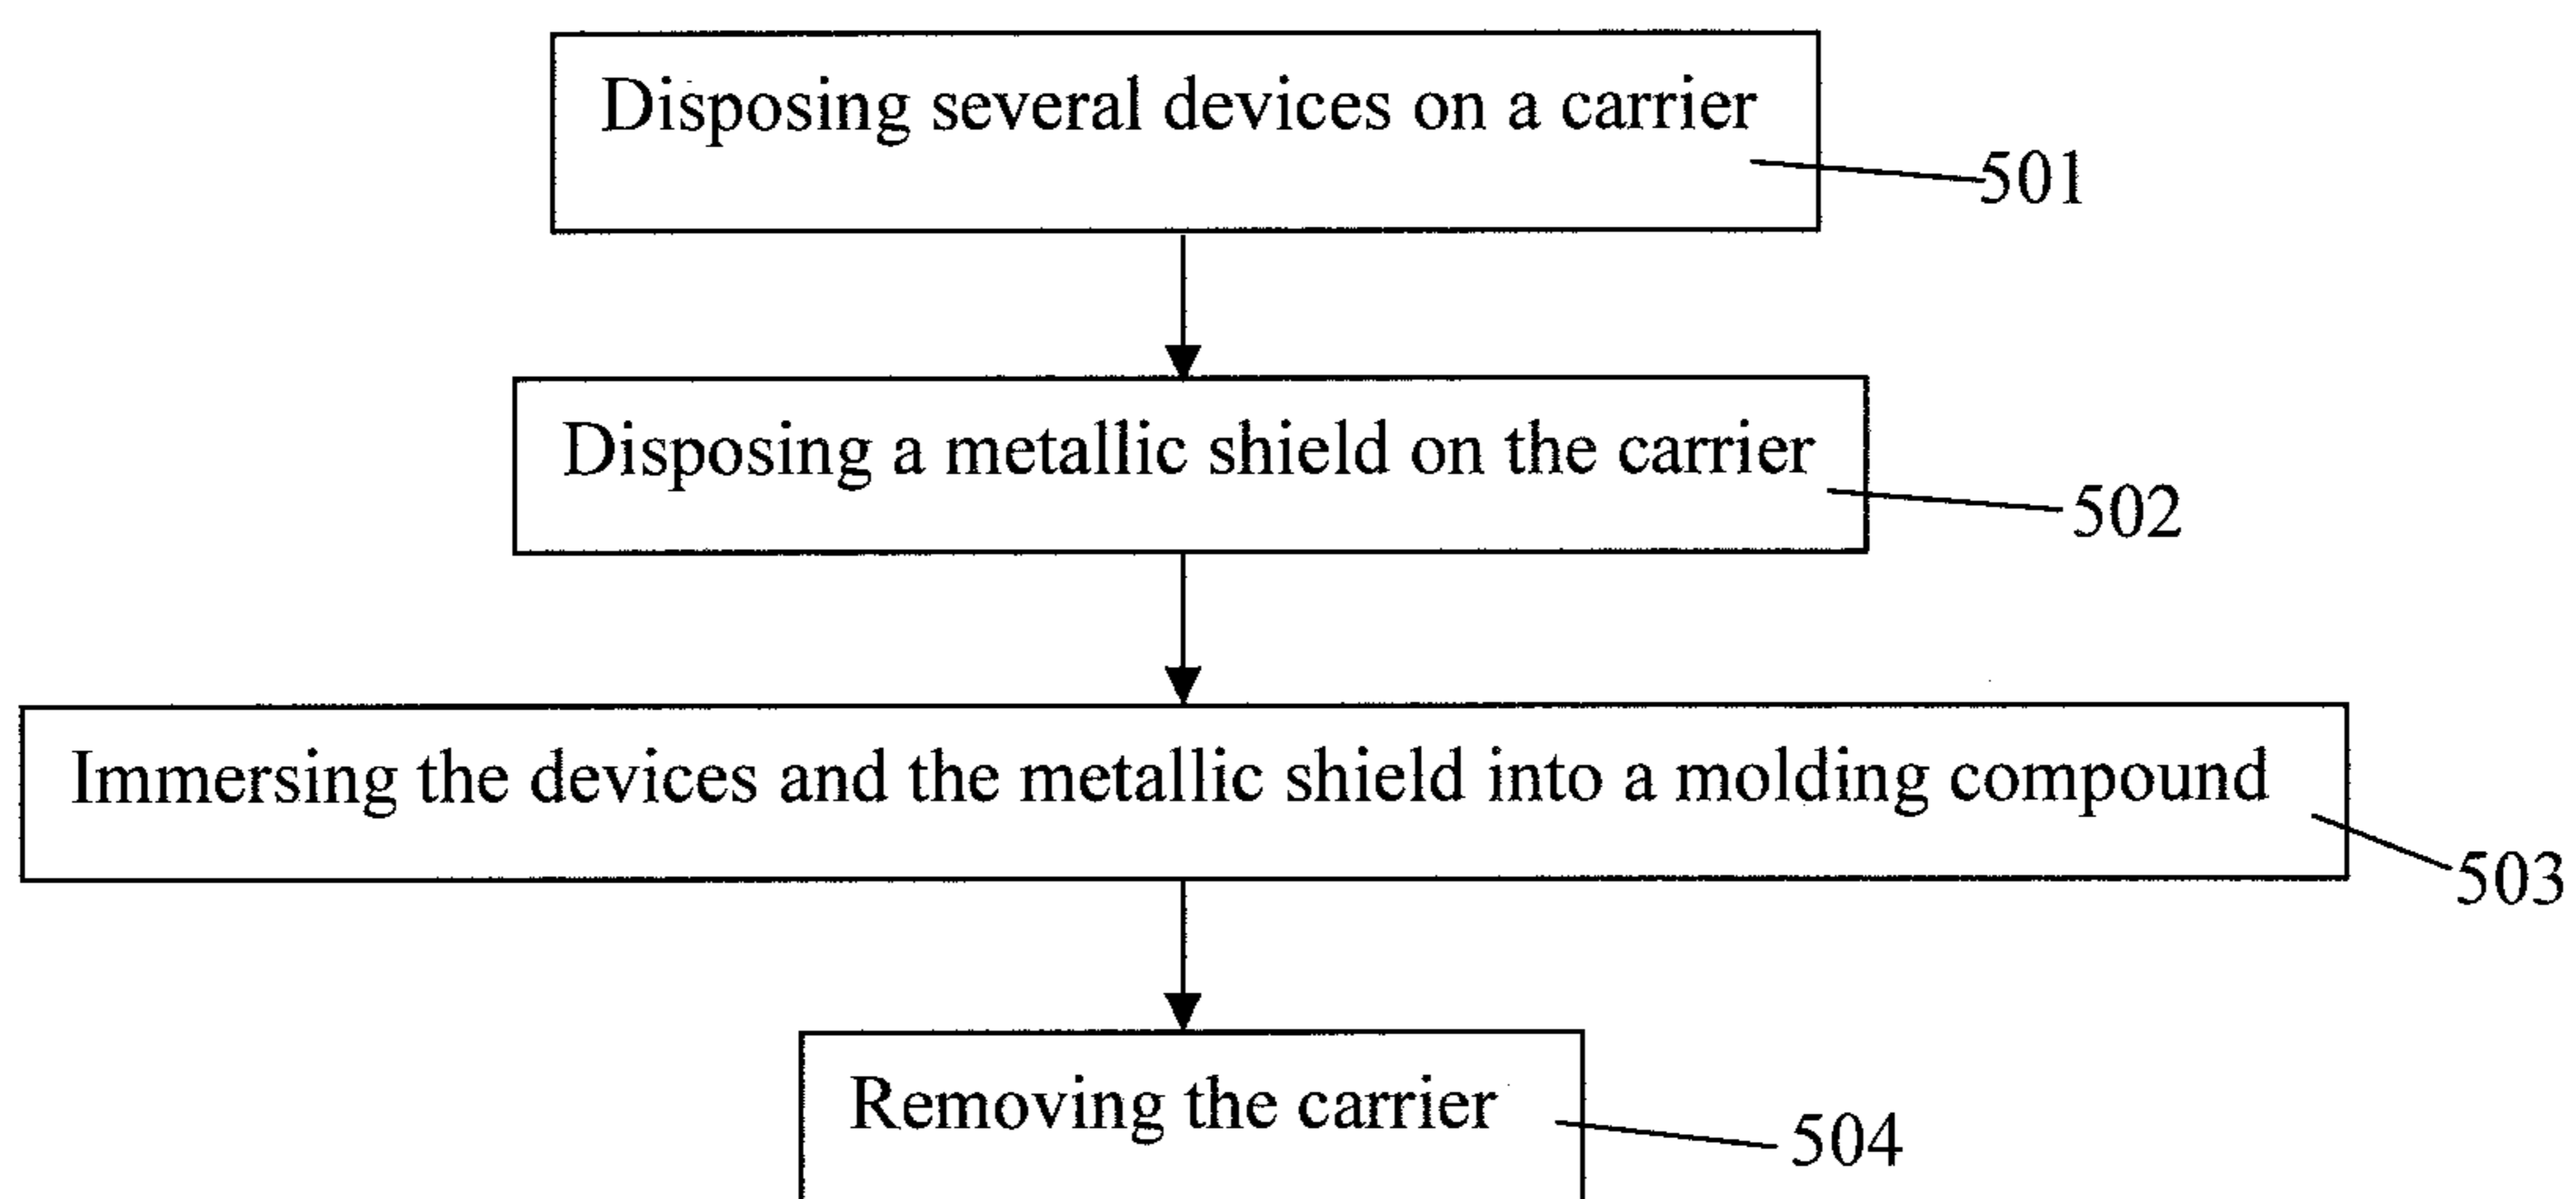 Disposing several devices on a carrier
501
Disposing a metallic shield on the carrier
502
Immersing the devices and the metallic shield into a molding compound
503
Removing the carrier
504